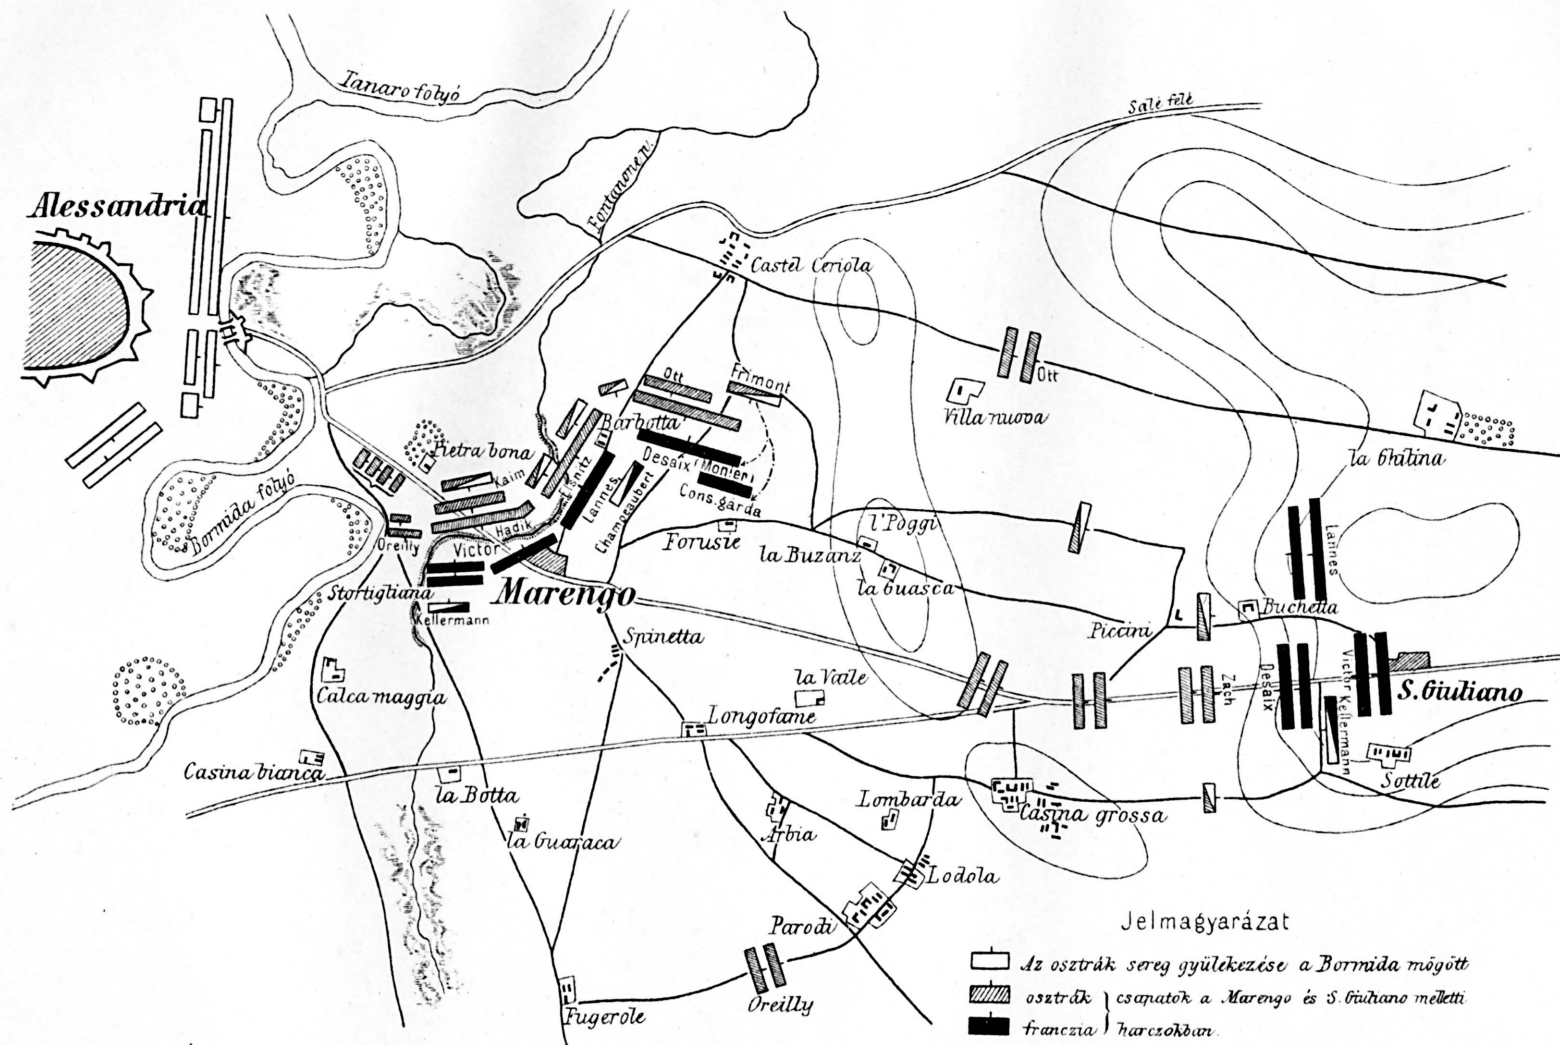 Tanaro folyó
Salé félé
Alessandria
Fontanone n.
Castel Ceriola
Ott
Frimont
Ott
Villa nuova
Barbotta
la Ghilina
Pietra bona
Kaim
Desaix (Monier)
Cons. gárda
Lannes,
Champeaubert
Bormida folyó
Hadik
Oreilly
Victor
Forusie
l'Poggi
la Buzanz
la Guasca
Lannes
Stortigliana
Marengo
Kellermann
Buchetta
Piccini
Spinetta
Calca maggia
la Vaile
Zach
Desaix
Victor
Kellermann
S. Giuliano
Longofame
Casina bianca
la Botta
Sottile
Lombarda
Casina grossa
la Guaraca
Arbia
Lodola
Parodi
Oreilly
Fugerole
Jelmagyarázat
Az osztrák sereg gyülekezése a Bormida mögött
osztrák } csapatok a Marengo és S. Giuliano melletti
franczia } harczokban.